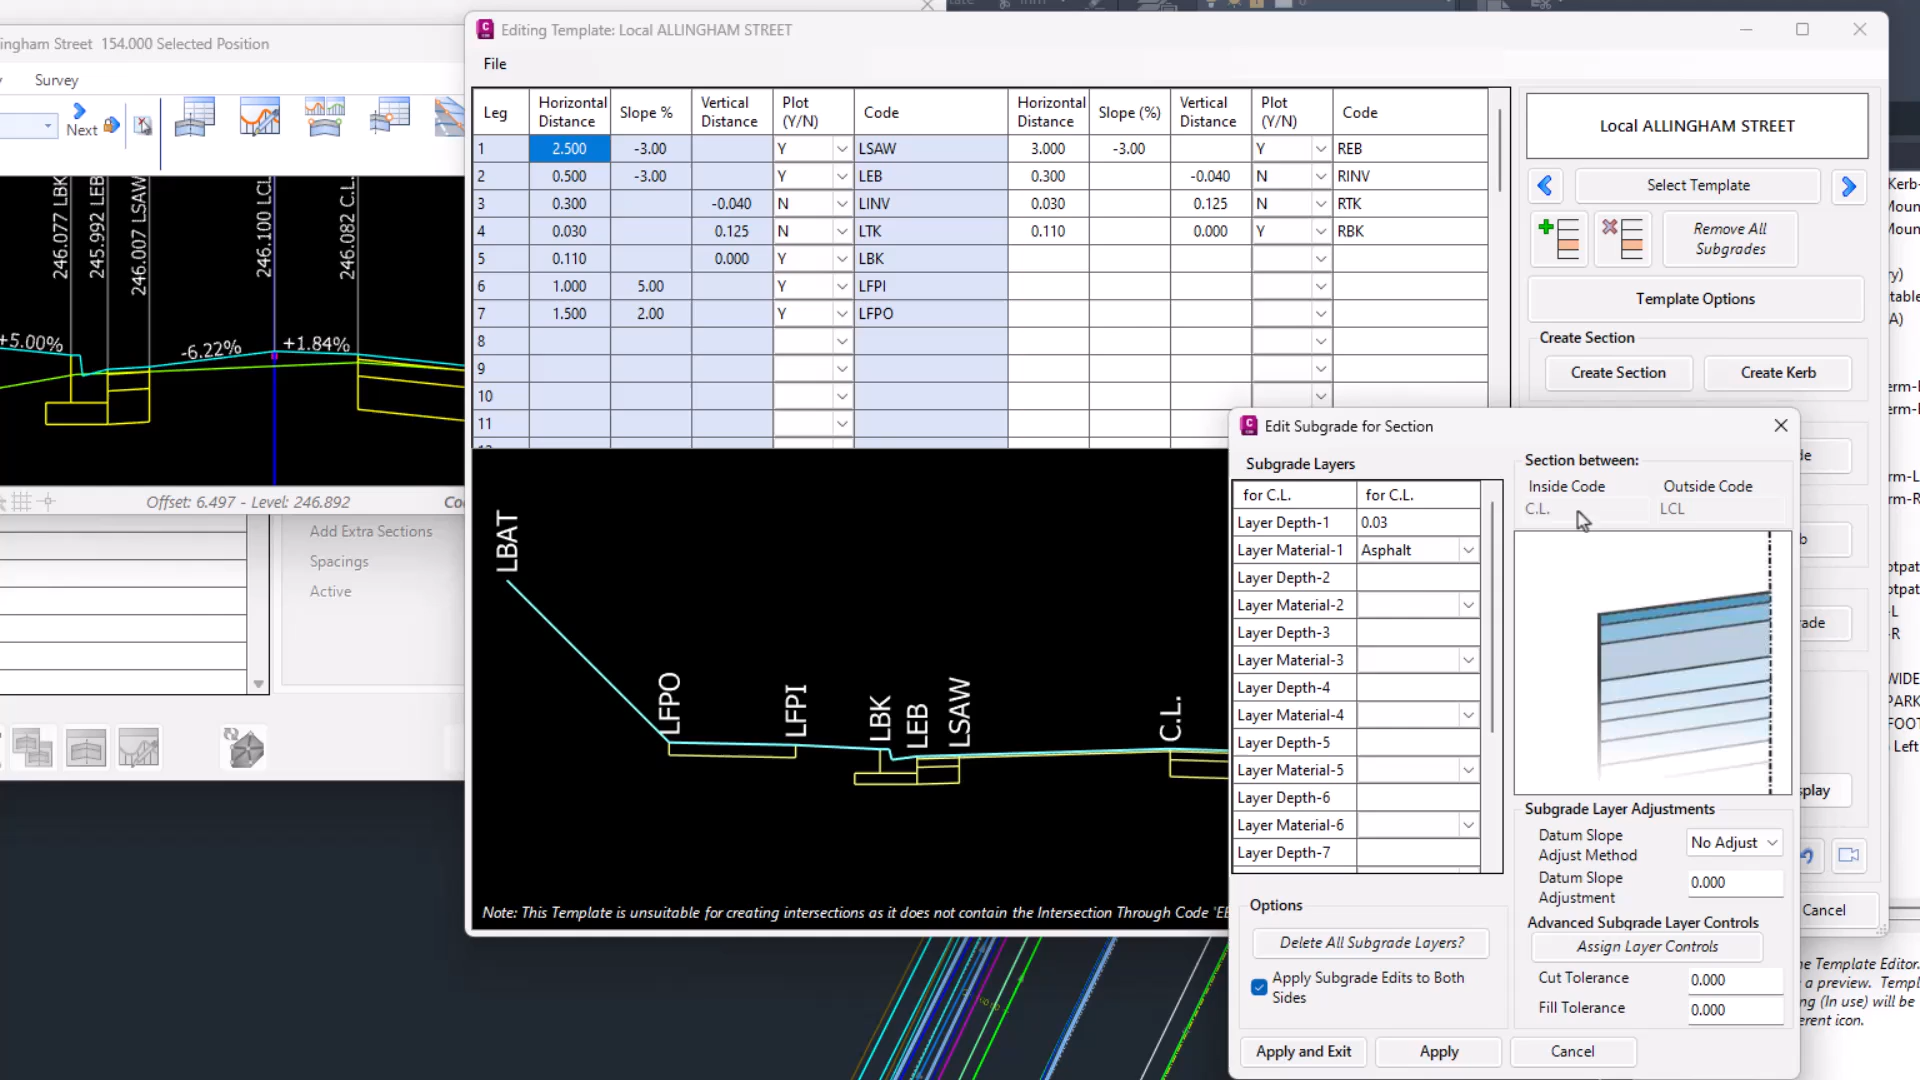 ingham Street 154.000 Selected Position
Survey
Next
246.077 LBK
245.992 LEB
246.007 LSAW
246.100 LCL
246.082 C.L.
+5.00%
-6.22%
+1.84%
Offset: 6.497 - Level: 246.892
Add Extra Sections
Spacings
Active
Editing Template: Local ALLINGHAM STREET
File
Leg Horizontal Distance Slope % Vertical Distance Plot (Y/N) Code Horizontal Distance Slope (%) Vertical Distance Plot (Y/N) Code
1 2.500 -3.00 Y LSAW 3.000 -3.00 Y REB
2 0.500 -3.00 Y LEB 0.300 -0.040 N RINV
3 0.300 -0.040 N LINV 0.030 0.125 N RTK
4 0.030 0.125 N LTK 0.110 0.000 Y RBK
5 0.110 0.000 Y LBK
6 1.000 5.00 Y LFPI
7 1.500 2.00 Y LFPO
8
9
10
11
LBAT
LFPO
LFPI
LBK
LEB
LSAW
C.L.
Note: This Template is unsuitable for creating intersections as it does not contain the Intersection Through Code 'EE
Local ALLINGHAM STREET
Select Template
Remove All
Subgrades
Template Options
Create Section
Create Section Create Kerb
Cancel
Edit Subgrade for Section
Subgrade Layers
for C.L. for C.L.
Layer Depth-1 0.03
Layer Material-1 Asphalt
Layer Depth-2
Layer Material-2
Layer Depth-3
Layer Material-3
Layer Depth-4
Layer Material-4
Layer Depth-5
Layer Material-5
Layer Depth-6
Layer Material-6
Layer Depth-7
Section between:
Inside Code Outside Code
C.L. LCL
Subgrade Layer Adjustments
Datum Slope
Adjust Method No Adjust
Datum Slope
Adjustment 0.000
Advanced Subgrade Layer Controls
Assign Layer Controls
Cut Tolerance 0.000
Fill Tolerance 0.000
Options
Delete All Subgrade Layers?
Apply Subgrade Edits to Both
Sides
Apply and Exit Apply Cancel
Kerb-
ne Template Editor.
a preview. Templ
ng (In use) will be
erent icon.